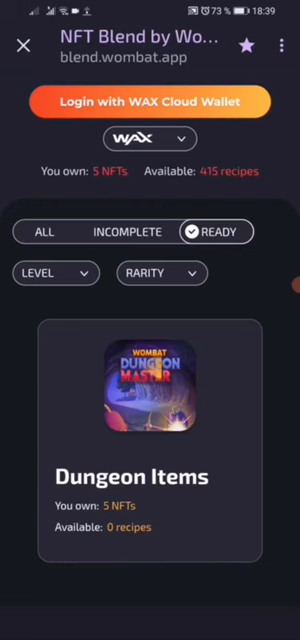 73 % 18:39
NFT Blend by Wo...
blend.wombat.app
Login with WAX Cloud Wallet
WAX
You own: 5 NFTs Available: 415 recipes
ALL INCOMPLETE READY
LEVEL RARITY
WOMBAT
DUNGEON
MASTER
Dungeon Items
You own: 5 NFTs
Available: 0 recipes